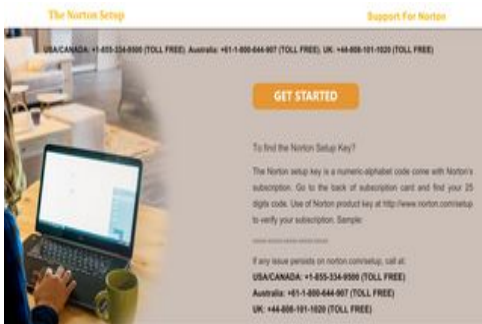 The Norton Setup
Support For Norton
USA/CANADA: +1-855-334-9500 (TOLL FREE), Australia: +61-1-800-644-907 (TOLL FREE), UK: +44-808-101-1020 (TOLL FREE)
GET STARTED
To find the Norton Setup Key?
The Norton setup key is a numeric-alphabet code come with Norton's
subscription. Go to the back of subscription card and find your 25
digits code. Use of Norton product key at http://www.norton.com/setup
to verify your subscription. Sample:
If any issue persists on norton.com/setup, call at:
USA/CANADA: +1-855-334-9500 (TOLL FREE)
Australia: +61-1-800-644-907 (TOLL FREE)
UK: +44-808-101-1020 (TOLL FREE)